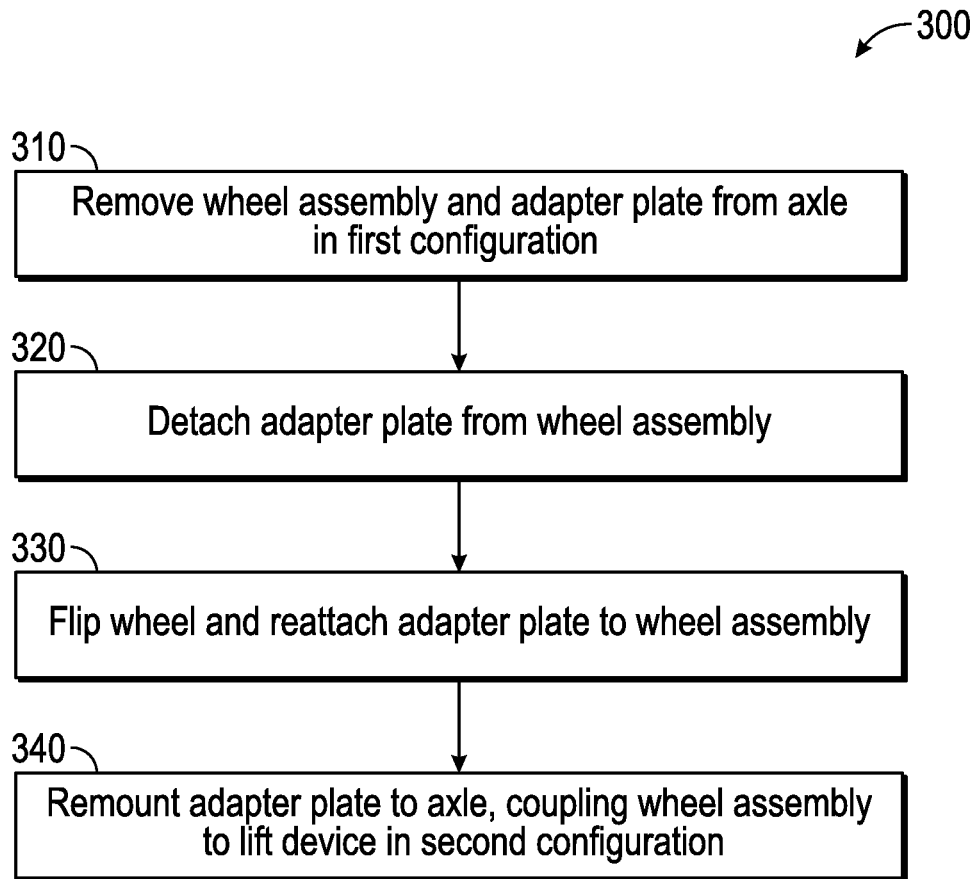 300
310
Remove wheel assembly and adapter plate from axle
in first configuration
320
Detach adapter plate from wheel assembly
330
Flip wheel and reattach adapter plate to wheel assembly
340
Remount adapter plate to axle, coupling wheel assembly
to lift device in second configuration